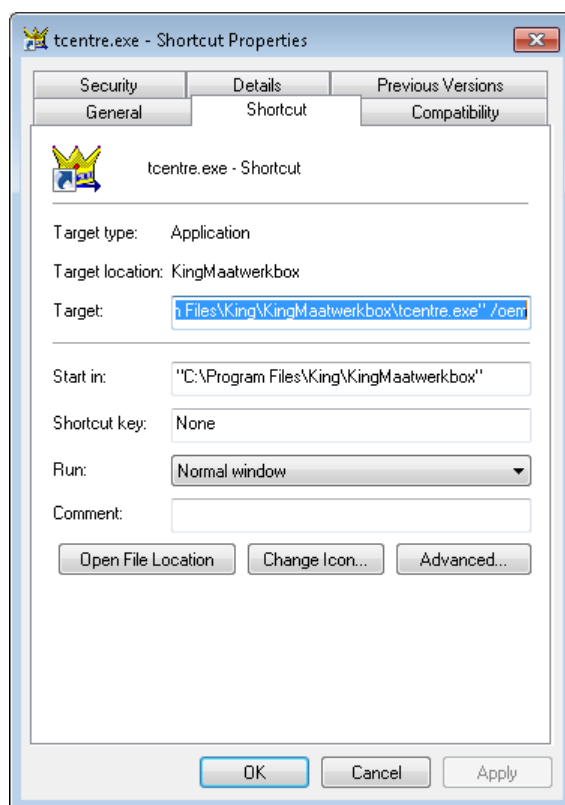 tcentre.exe - Shortcut Properties
Security Details Previous Versions
General Shortcut Compatibility
tcentre.exe - Shortcut
Target type: Application
Target location: KingMaatwerkbox
Target: Files\King\KingMaatwerkbox\tcentre.exe" /oem
Start in: "C:\Program Files\King\KingMaatwerkbox"
Shortcut key: None
Run: Normal window
Comment:
Open File Location Change Icon... Advanced...
OK Cancel Apply